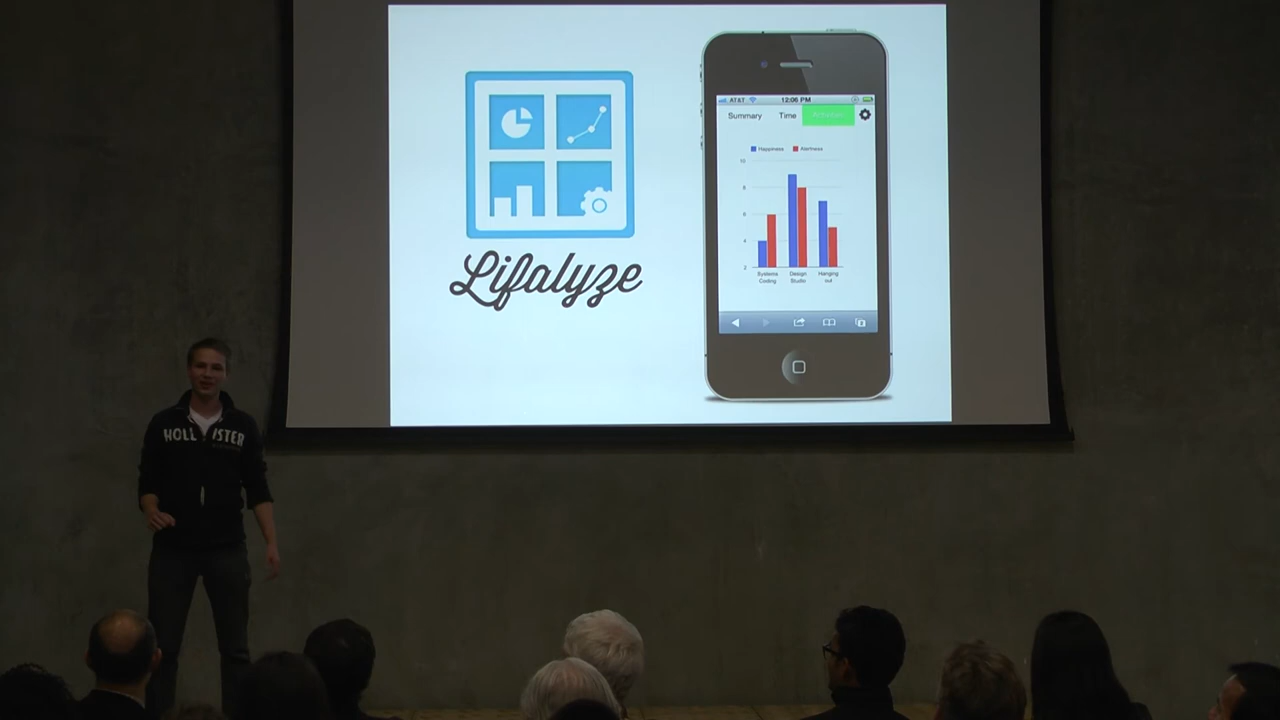 Lifalyze
AT&T 12:06 PM
Summary Time Activities
Happiness Alertness
10
8
6
4
2
Systems Coding
Design Studio
Hanging out
HOLLISTER